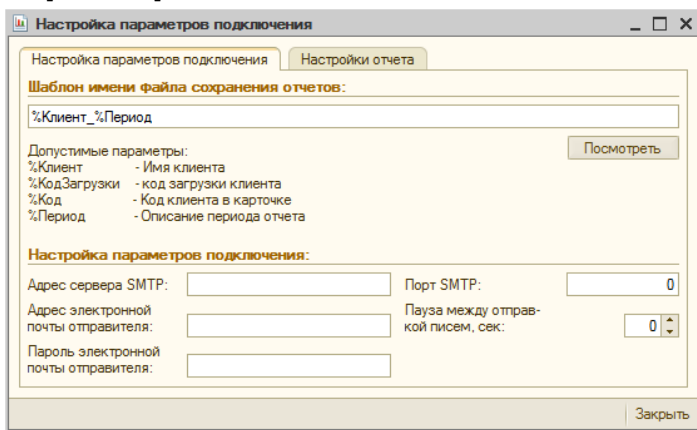 Настройка параметров подключения
Настройка параметров подключения Настройки отчета
Шаблон имени файла сохранения отчетов:
%Клиент_%Период
Посмотреть
Допустимые параметры:
%Клиент - Имя клиента
%КодЗагрузки - код загрузки клиента
%Код - Код клиента в карточке
%Период - Описание периода отчета
Настройка параметров подключения:
Адрес сервера SMTP: Порт SMTP: 0
Адрес электронной
почты отправителя:
Пауза между отправ-
кой писем, сек: 0
Пароль электронной
почты отправителя:
Закрыть